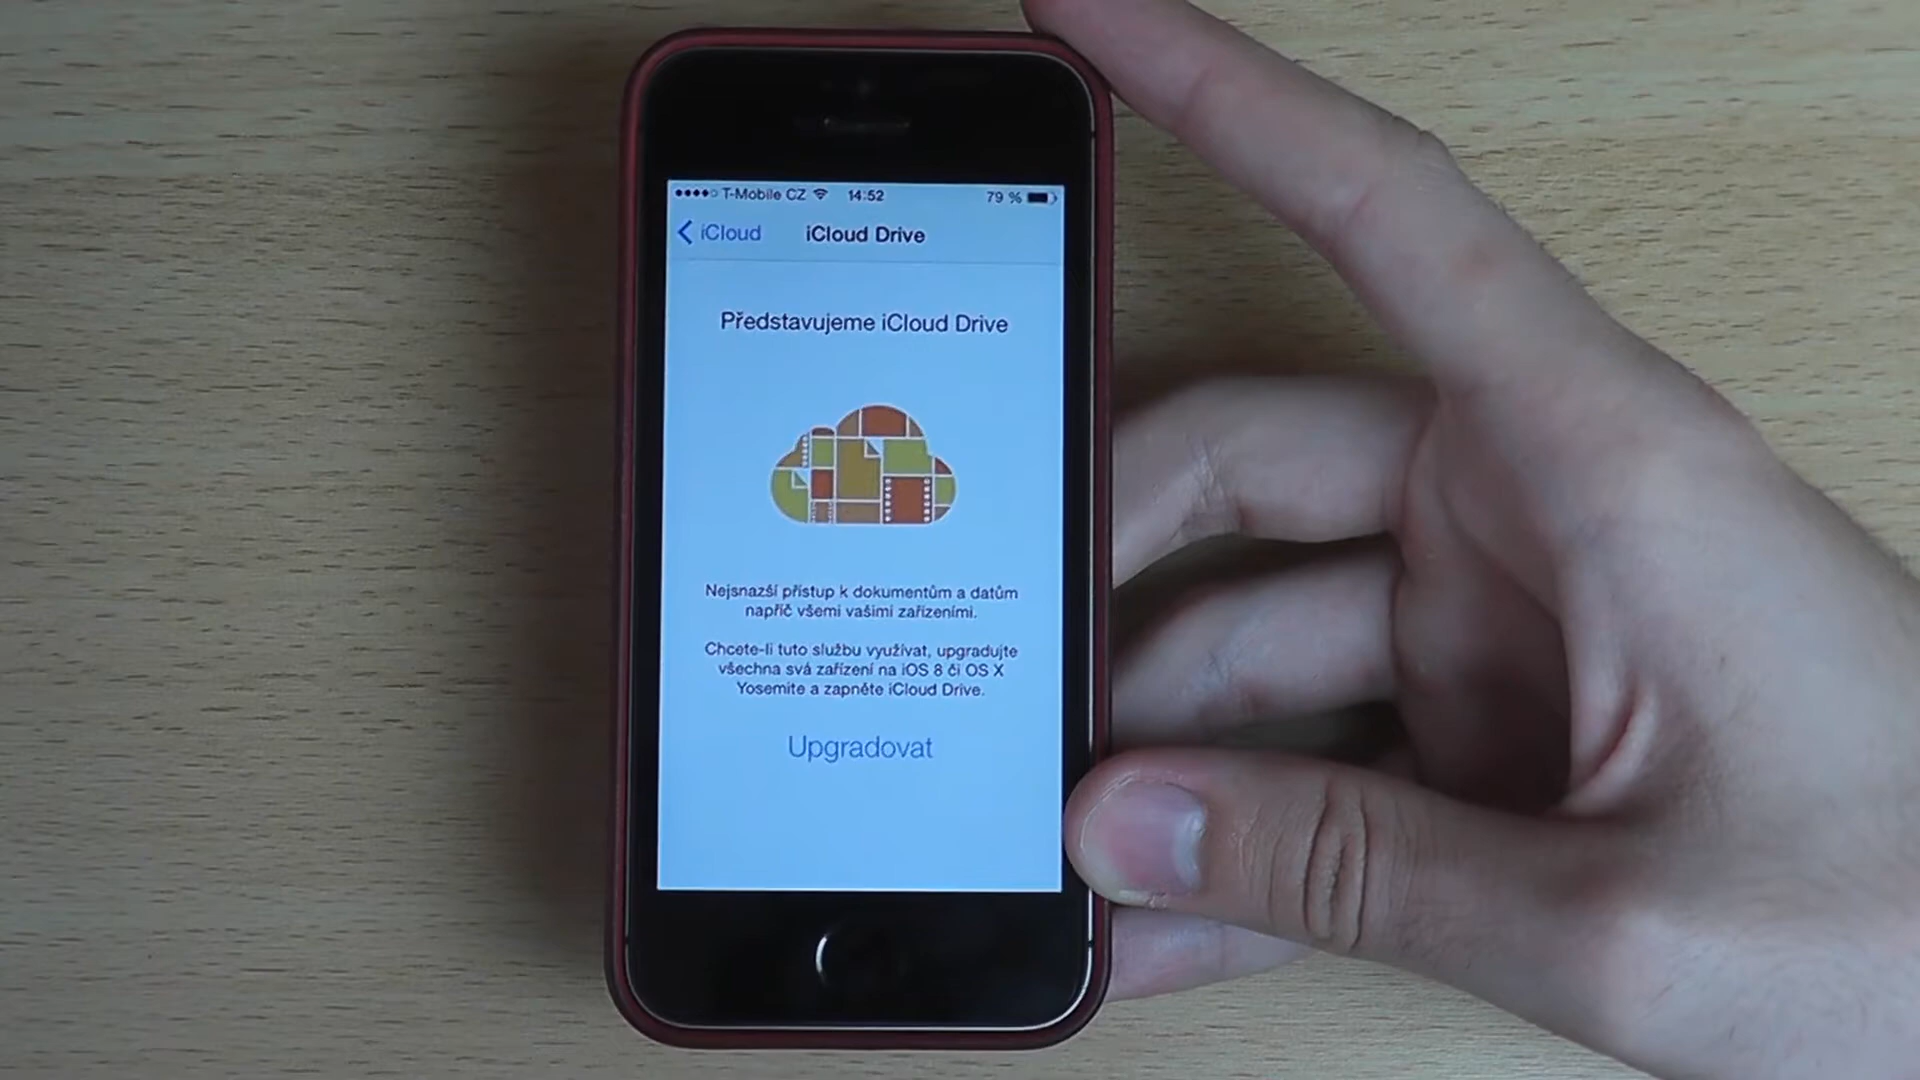 T-Mobile CZ 14:52 79 %
iCloud iCloud Drive
Představujeme iCloud Drive
Nejsnazší přístup k dokumentům a datům
napříč všemi vašimi zařízeními.
Chcete-li tuto službu využívat, upgradujte
všechna svá zařízení na iOS 8 či OS X
Yosemite a zapněte iCloud Drive.
Upgradovat